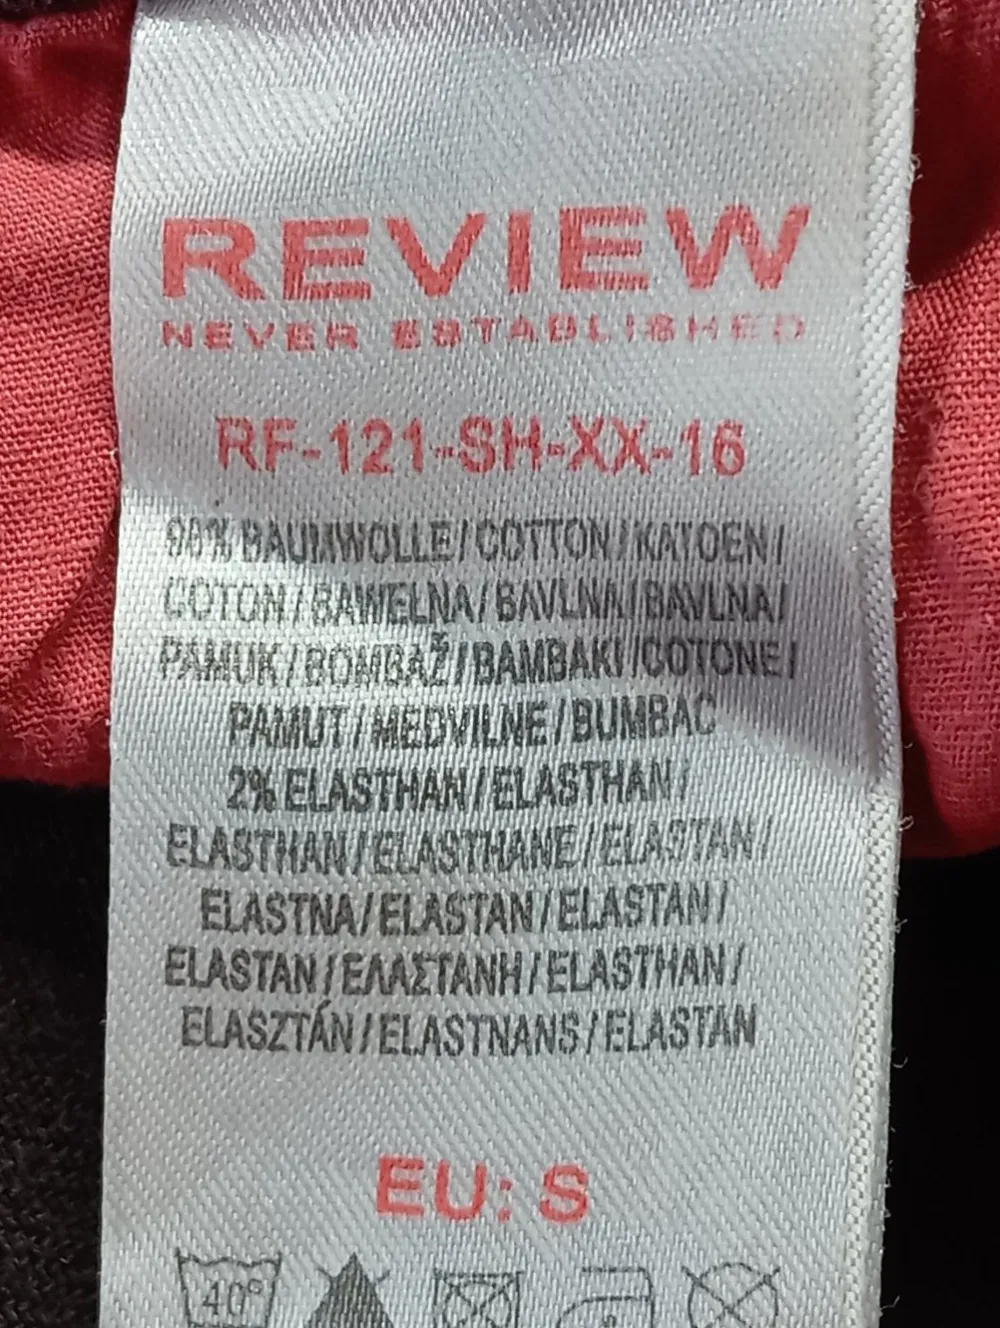 REVIEW
NEVER ESTABLISHED
RF-121-SH-XX-16
98% BAUMWOLLE / COTTON / KATOEN /
COTON / BAWELNA / BAVLNA / BAVLNA /
PAMUK / BOMBAŽ / BAMBAKI / COTONE /
PAMUT / MEDVILNE / BUMBAC
2% ELASTHAN / ELASTHAN /
ELASTHAN / ELASTHANE / ELASTAN /
ELASTNA / ELASTAN / ELASTAN /
ELASTAN / ΕΛΑΣΤΑΝΗ / ELASTHAN /
ELASZTÁN / ELASTNANS / ELASTAN
EU: S
40°